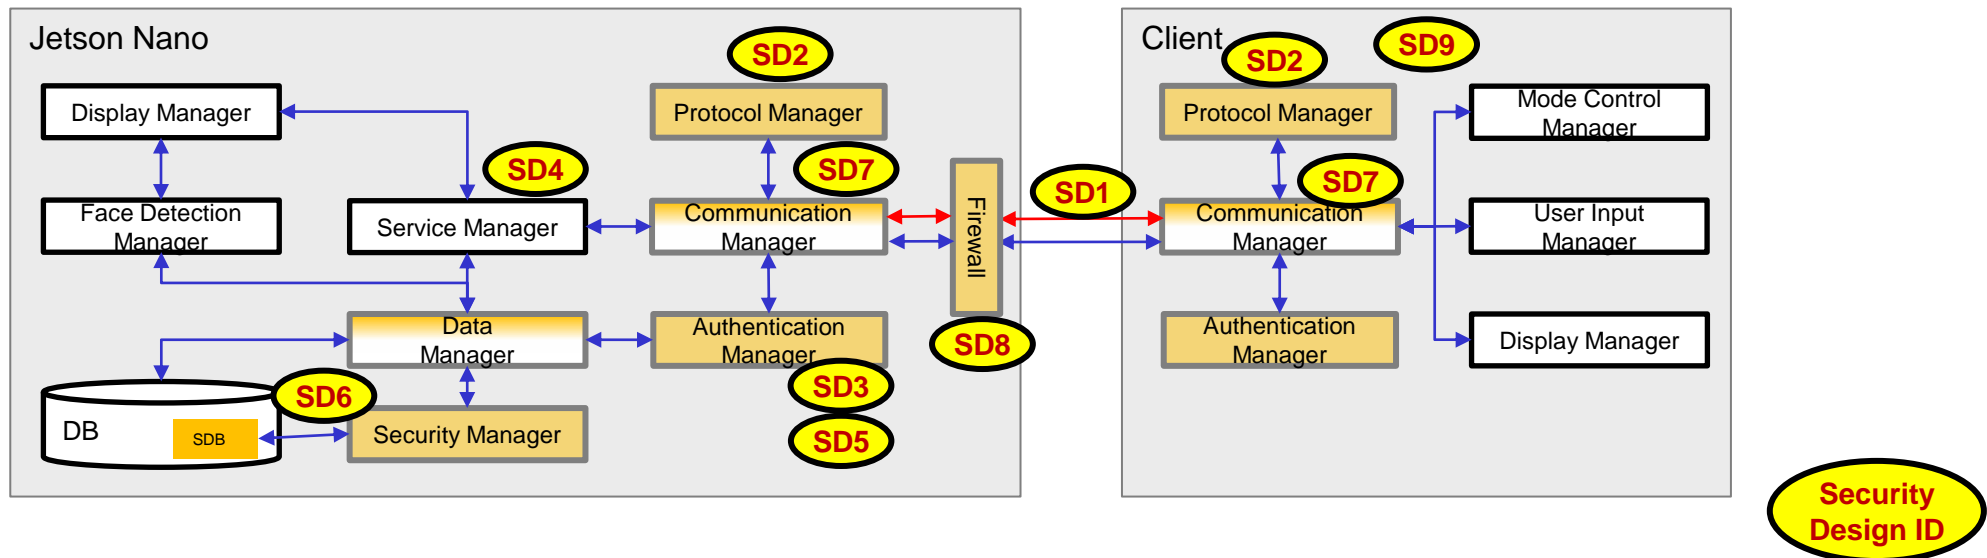 Jetson Nano
SD2
Display Manager
Protocol Manager
SD4
SD7
Face Detection
Manager
Service Manager
Communication
Manager
Firewall
SD1
Data
Manager
Authentication
Manager
SD8
SD3
SD6
DB
SDB
Security Manager
SD5
Client
SD2
SD9
Protocol Manager
Mode Control
Manager
SD7
Communication
Manager
User Input
Manager
Authentication
Manager
Display Manager
Security
Design ID